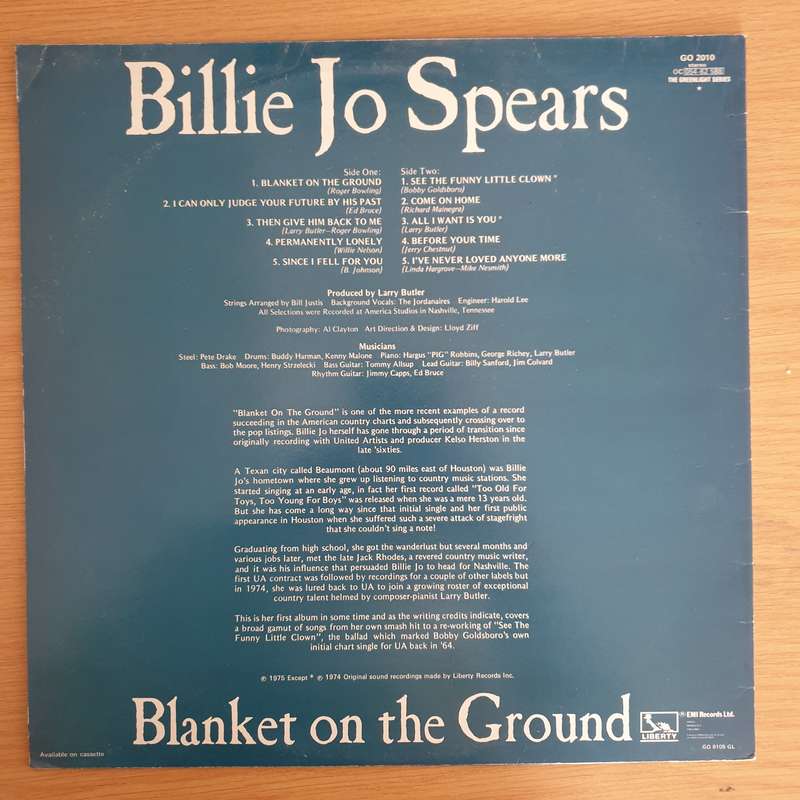 GO 2010
stereo
OC 054-82 588
THE GREENLIGHT SERIES
Billie Jo Spears
Side One:
1. BLANKET ON THE GROUND
(Roger Bowling)
2. I CAN ONLY JUDGE YOUR FUTURE BY HIS PAST
(Ed Bruce)
3. THEN GIVE HIM BACK TO ME
(Larry Butler—Roger Bowling)
4. PERMANENTLY LONELY
(Willie Nelson)
5. SINCE I FELL FOR YOU
(B. Johnson)
Side Two:
1. SEE THE FUNNY LITTLE CLOWN *
(Bobby Goldsboro)
2. COME ON HOME
(Richard Mainegra)
3. ALL I WANT IS YOU *
(Larry Butler)
4. BEFORE YOUR TIME
(Jerry Chestnut)
5. I'VE NEVER LOVED ANYONE MORE
(Linda Hargrove—Mike Nesmith)
Produced by Larry Butler
Strings Arranged by Bill Justis Background Vocals: The Jordanaires Engineer: Harold Lee
All Selections were Recorded at America Studios in Nashville, Tennessee
Photography: Al Clayton Art Direction & Design: Lloyd Ziff
Musicians
Steel: Pete Drake Drums: Buddy Harman, Kenny Malone Piano: Hargus "PIG" Robbins, George Richey, Larry Butler
Bass: Bob Moore, Henry Strzelecki Bass Guitar: Tommy Allsup Lead Guitar: Billy Sanford, Jim Colvard
Rhythm Guitar: Jimmy Capps, Ed Bruce
"Blanket On The Ground" is one of the more recent examples of a record
succeeding in the American country charts and subsequently crossing over to
the pop listings. Billie Jo herself has gone through a period of transition since
originally recording with United Artists and producer Kelso Herston in the
late 'sixties.
A Texan city called Beaumont (about 90 miles east of Houston) was Billie
Jo's hometown where she grew up listening to country music stations. She
started singing at an early age, in fact her first record called "Too Old For
Toys, Too Young For Boys" was released when she was a mere 13 years old.
But she has come a long way since that initial single and her first public
appearance in Houston when she suffered such a severe attack of stagefright
that she couldn't sing a note!
Graduating from high school, she got the wanderlust but several months and
various jobs later, met the late Jack Rhodes, a revered country music writer,
and it was his influence that persuaded Billie Jo to head for Nashville. The
first UA contract was followed by recordings for a couple of other labels but
in 1974, she was lured back to UA to join a growing roster of exceptional
country talent helmed by composer-pianist Larry Butler.
This is her first album in some time and as the writing credits indicate, covers
a broad gamut of songs from her own smash hit to a re-working of "See The
Funny Little Clown", the ballad which marked Bobby Goldsboro's own
initial chart single for UA back in '64.
℗ 1975 Except * ℗ 1974 Original sound recordings made by Liberty Records Inc.
Blanket on the Ground
LIBERTY
EMI Records Ltd.
Available on cassette
GO 8109 GL